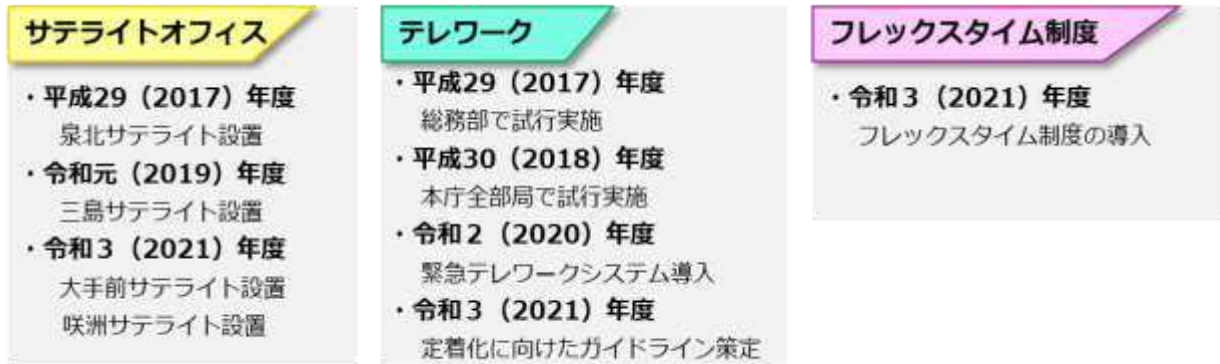 サテライトオフィス
・平成29（2017）年度
泉北サテライト設置
・令和元（2019）年度
三島サテライト設置
・令和３（2021）年度
大手前サテライト設置
咲洲サテライト設置
テレワーク
・平成29（2017）年度
総務部で試行実施
・平成30（2018）年度
本庁全部局で試行実施
・令和２（2020）年度
緊急テレワークシステム導入
・令和３（2021）年度
定着化に向けたガイドライン策定
フレックスタイム制度
・令和３（2021）年度
フレックスタイム制度の導入